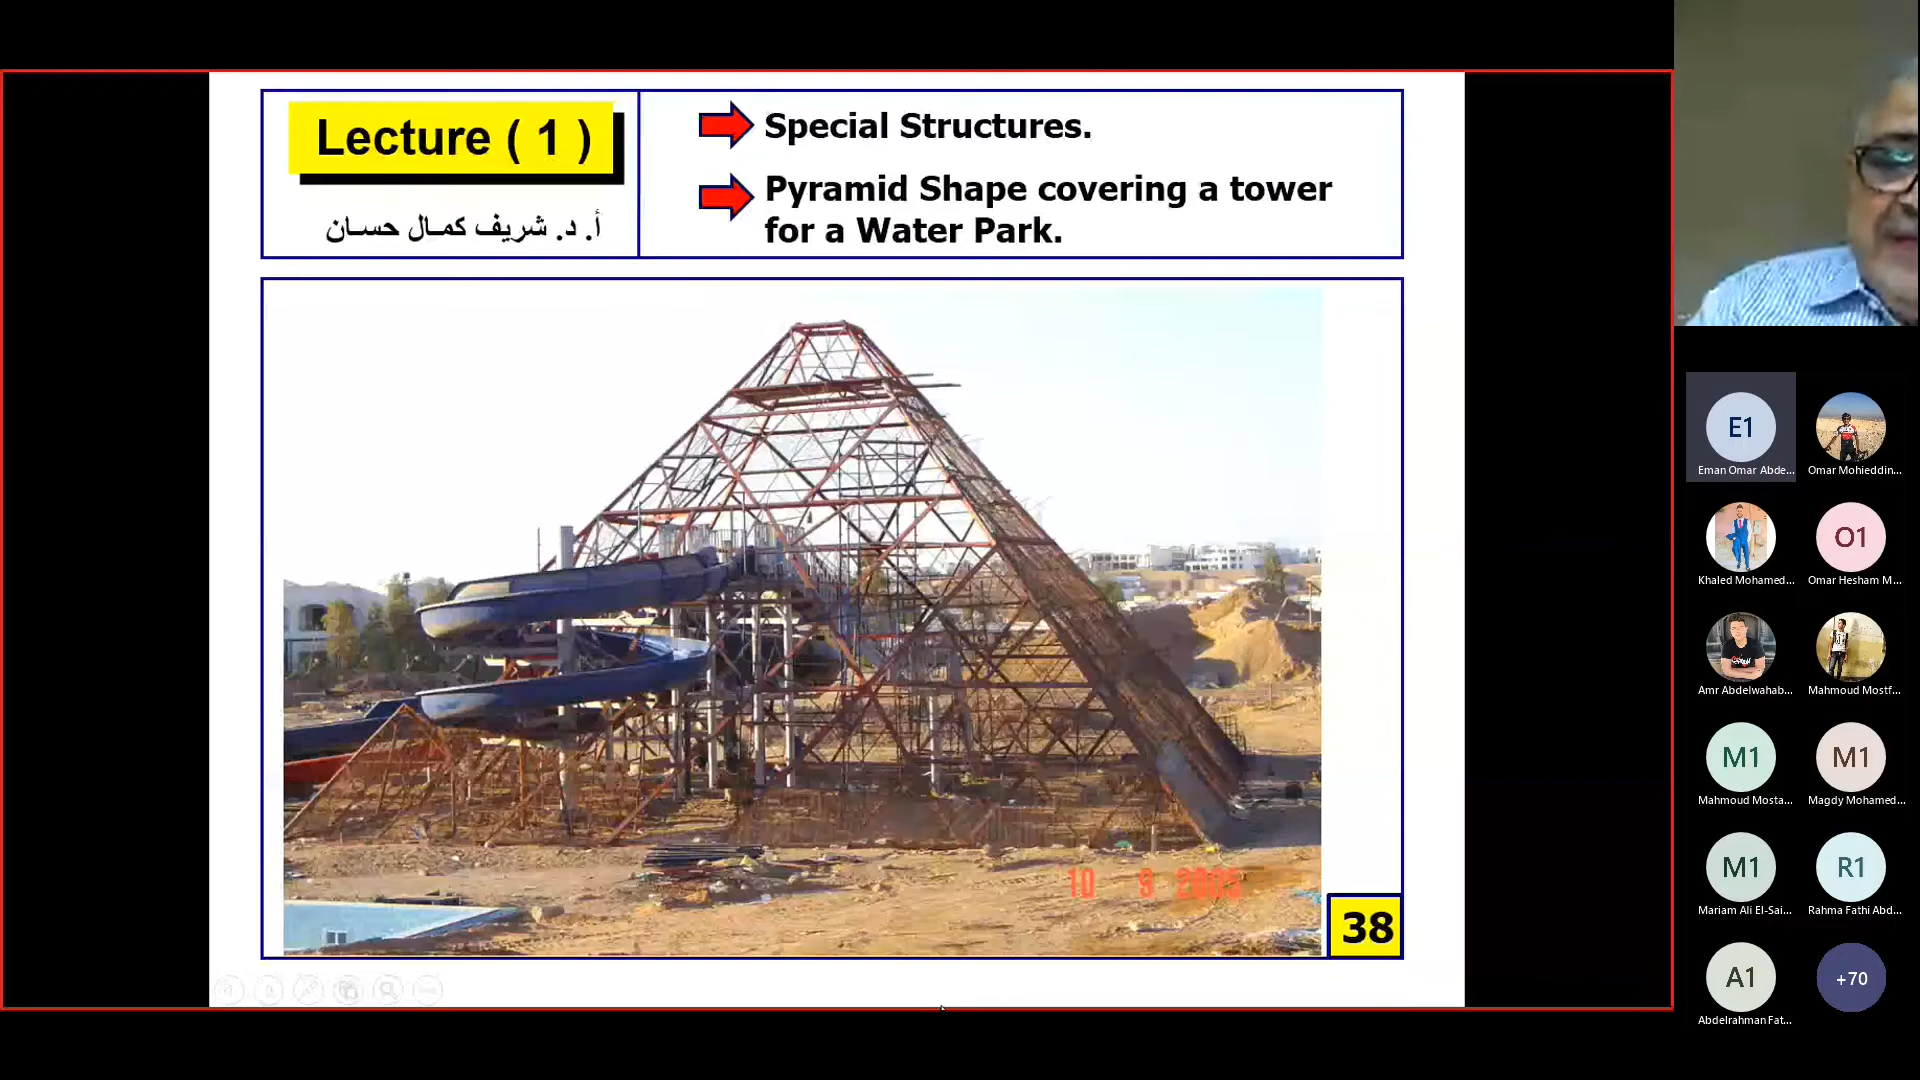 Lecture ( 1 )
أ. د. شريف كمال حسان
Special Structures.
Pyramid Shape covering a tower
for a Water Park.
10 9 2005
38
E1
Eman Omar Abde...
Omar Mohieddin...
Khaled Mohamed...
O1
Omar Hesham M...
Amr Abdelwahab...
Mahmoud Mostf...
M1
Mahmoud Mosta...
M1
Magdy Mohamed...
M1
Mariam Ali El-Sai...
R1
Rahma Fathi Abd...
A1
Abdelrahman Fat...
+70